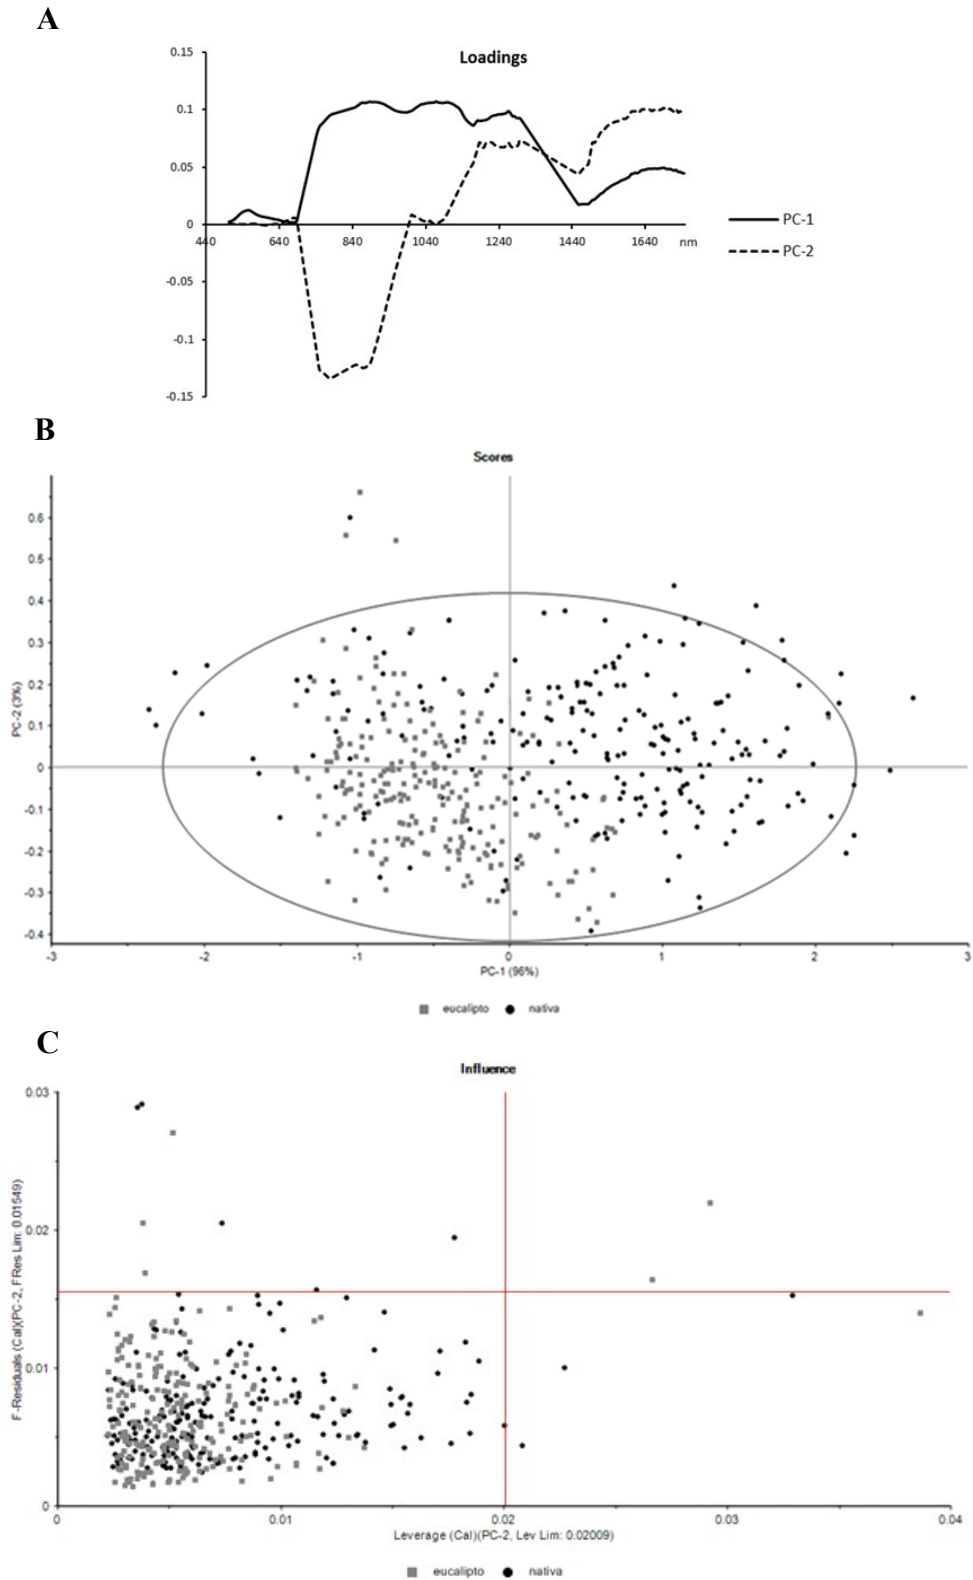 A
Loadings
0.15
0.1
0.05
0
-0.05
-0.1
-0.15
440 640 840 1040 1240 1440 1640 nm
PC-1
PC-2
B
Scores
PC-2 (3%)
0.6
0.5
0.4
0.3
0.2
0.1
0
-0.1
-0.2
-0.3
-0.4
-3 -2 -1 0 1 2 3
PC-1 (96%)
eucalipto nativa
C
Influence
F-Residuals (Cal)(PC-2, F Res Lim: 0.01549)
0.03
0.02
0.01
0
0 0.01 0.02 0.03 0.04
Leverage (Cal)(PC-2, Lev Lim: 0.02009)
eucalipto nativa